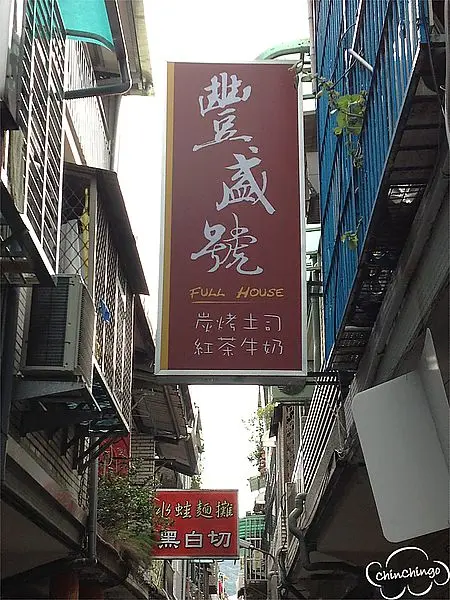 豐盛號
FULL HOUSE
炭烤土司
紅茶牛奶
水蛙麵攤
黑白切
chinchingo